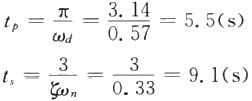 t_p = π/ω_d = 3.14/0.57 = 5.5(s)
t_s = 3/ζω_n = 3/0.33 = 9.1(s)